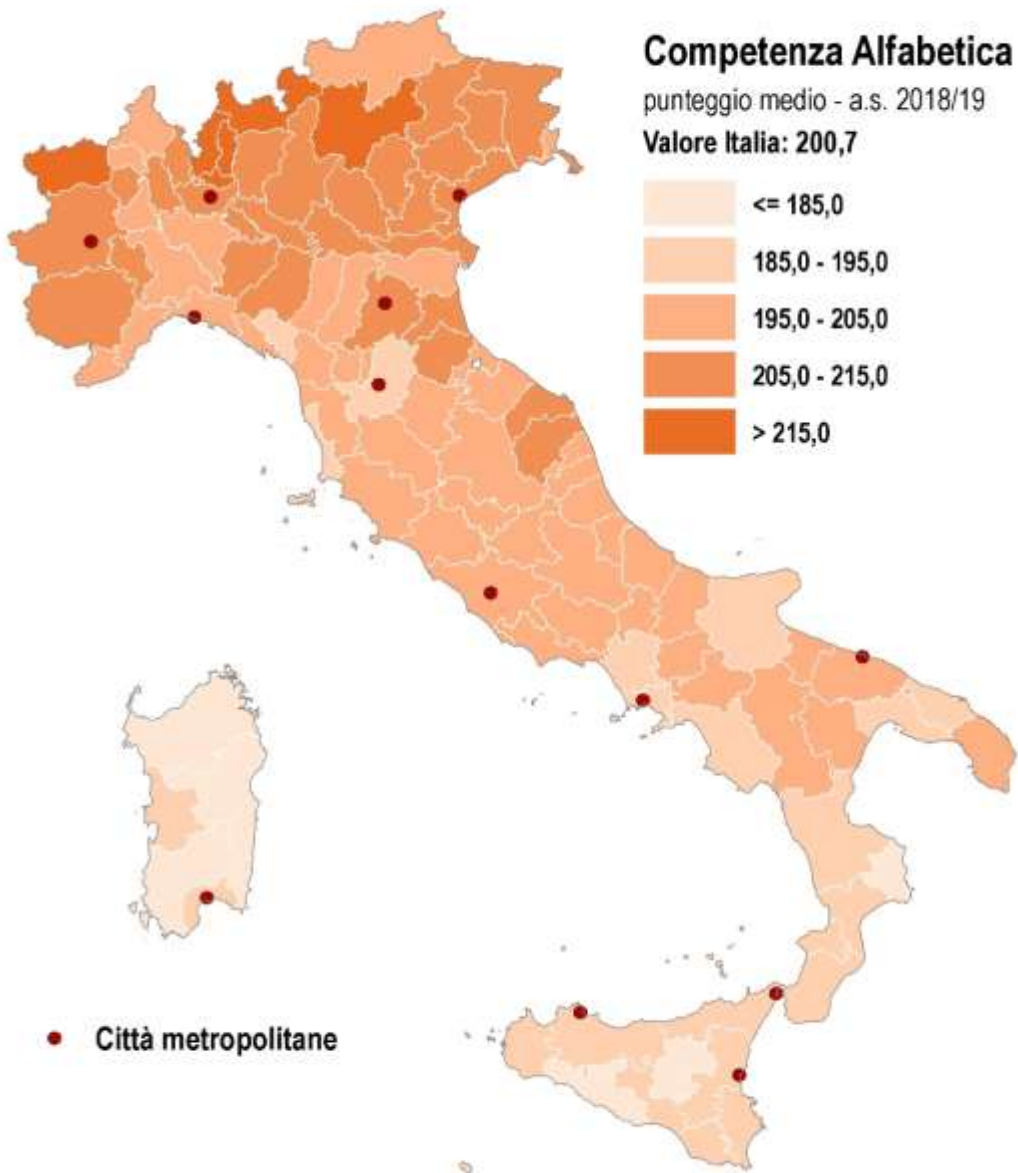 Competenza Alfabetica
punteggio medio - a.s. 2018/19
Valore Italia: 200,7
<= 185,0
185,0 - 195,0
195,0 - 205,0
205,0 - 215,0
> 215,0
Città metropolitane